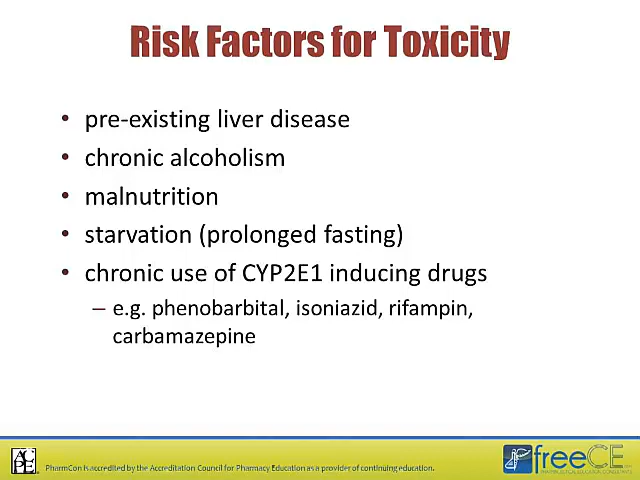 Risk Factors for Toxicity
• pre-existing liver disease
• chronic alcoholism
• malnutrition
• starvation (prolonged fasting)
• chronic use of CYP2E1 inducing drugs
– e.g. phenobarbital, isoniazid, rifampin,
carbamazepine
PharmCon is accredited by the Accreditation Council for Pharmacy Education as a provider of continuing education.
freeCE